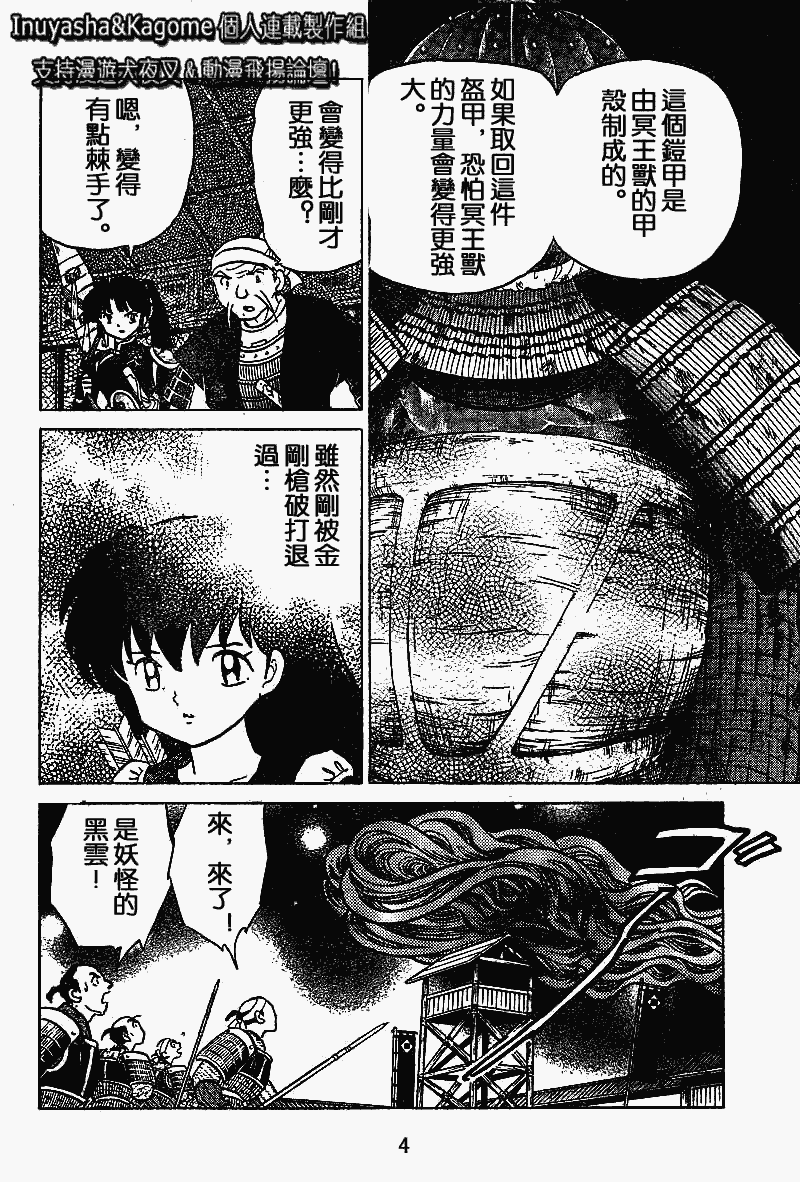 Inuyasha&Kagome 個人連載製作組
支持漫遊犬夜叉 & 動漫飛揚論壇!
這個鎧甲是
由冥王獸的甲
殼制成的。
如果取回這件
盔甲,恐怕冥王獸
的力量會變得更強
大。
會變得比剛才
更強…麼?
嗯,變得
有點棘手了。
雖然剛被金
剛槍破打退
過…
來,來了!
是妖怪的
黑雲!
ゴ
4